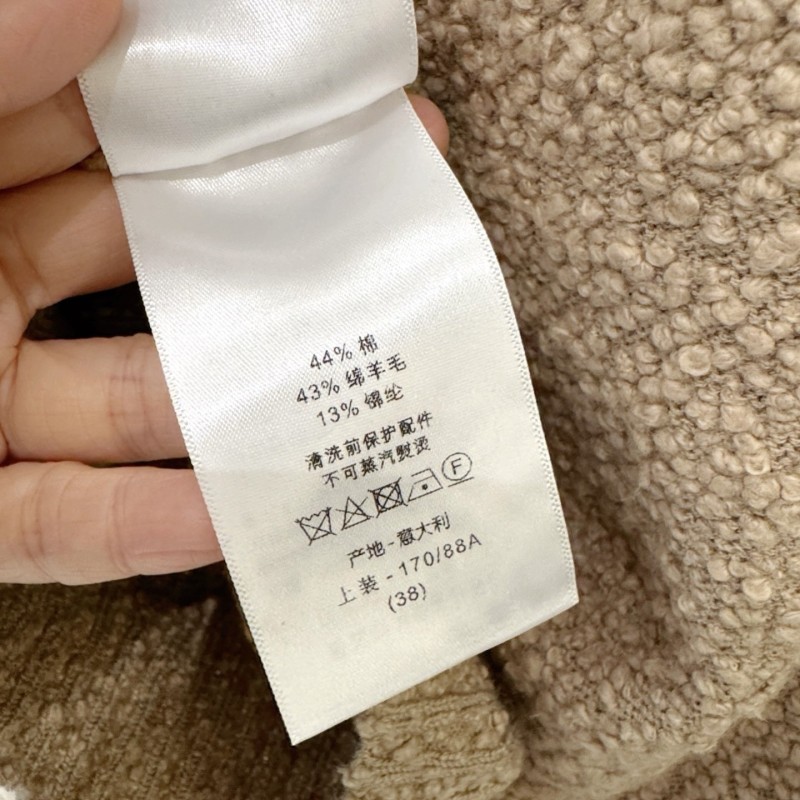 44% 棉
43% 绵羊毛
13% 锦纶
清洗前保护配件
不可蒸汽熨烫
F
产地-意大利
上装-170/88A
(38)